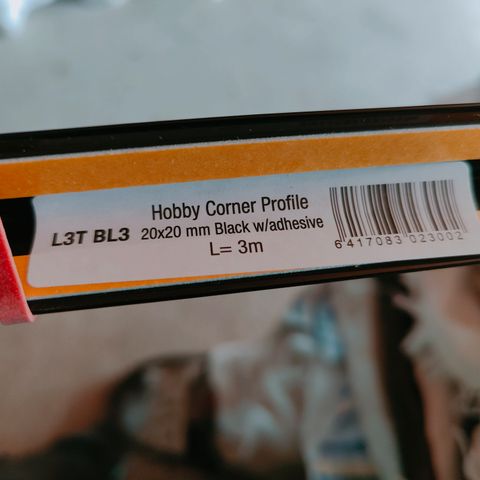 L3T BL3
Hobby Corner Profile
20x20 mm Black w/adhesive
L= 3m
6 417083 023002